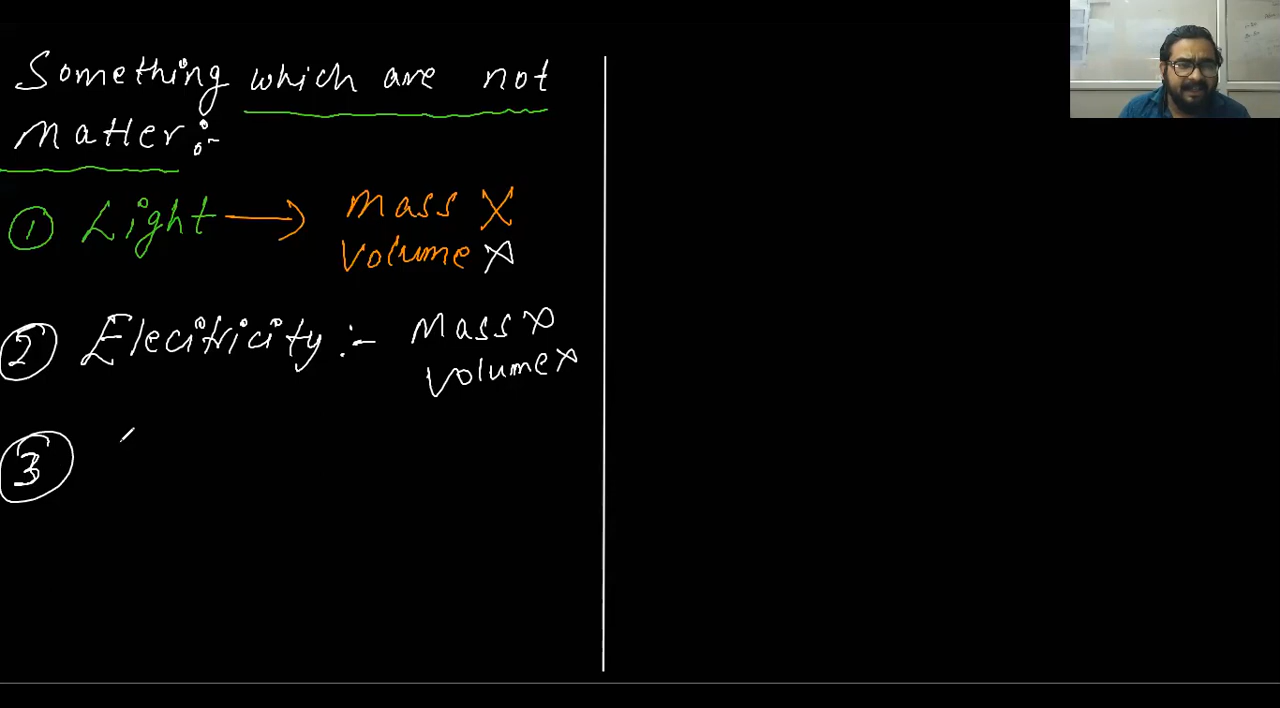 Something which are not
Matter :-
① Light → Mass X
Volume X
② Electricity :- Mass X
Volume X
③